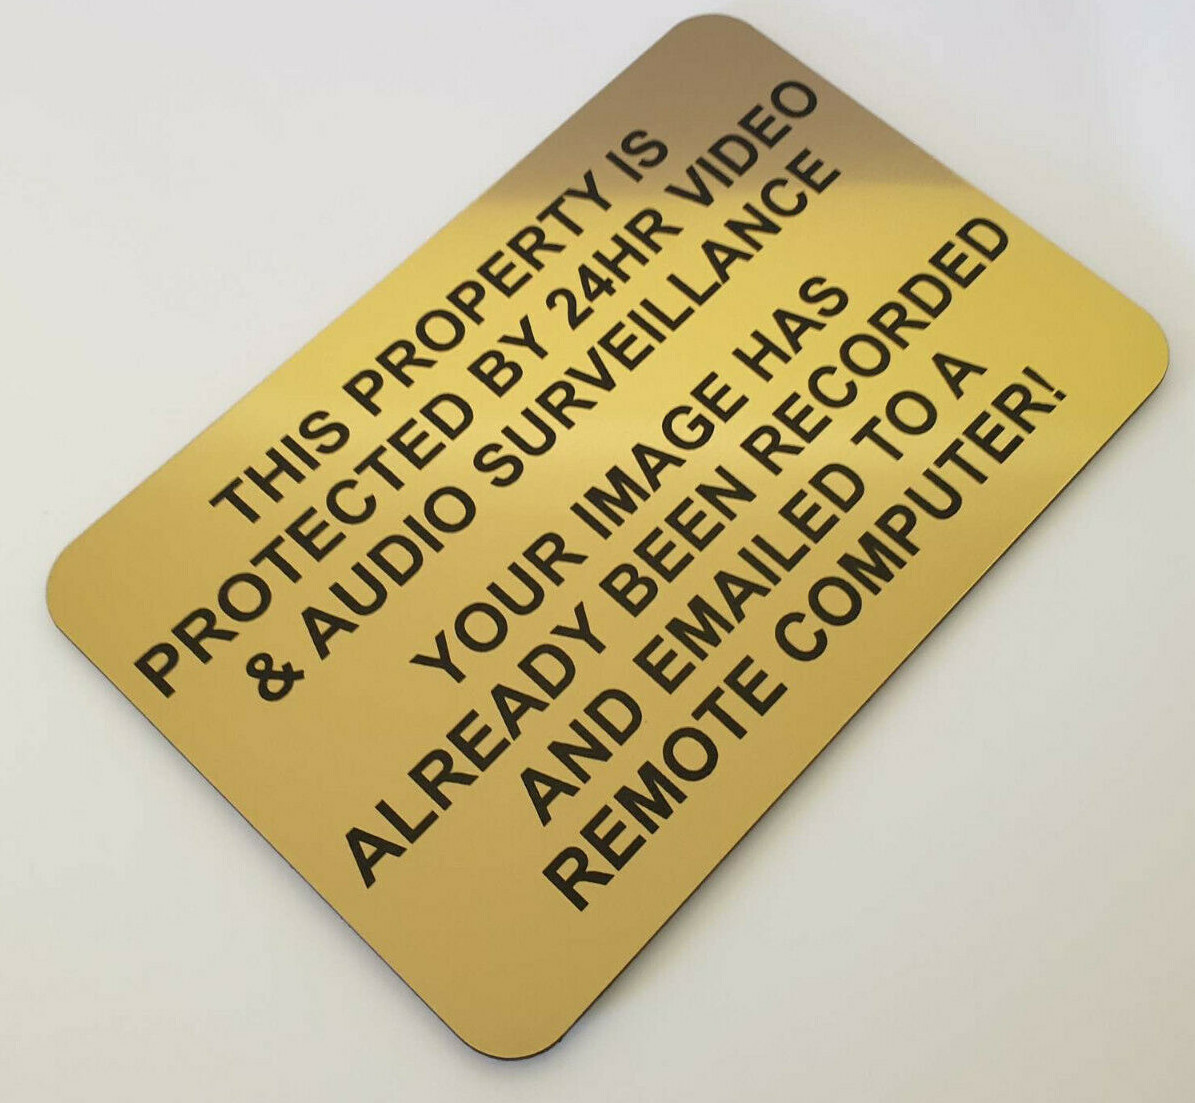 THIS PROPERTY IS
PROTECTED BY 24HR VIDEO
& AUDIO SURVEILLANCE
YOUR IMAGE HAS
ALREADY BEEN RECORDED
AND EMAILED TO A
REMOTE COMPUTER!